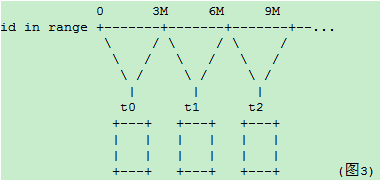 0 3M 6M 9M
id in range +-------+-------+-------+--...
t0 t1 t2
(图3)